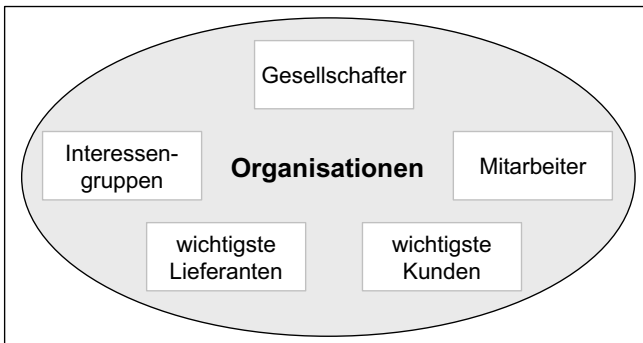 Gesellschafter
Interessen-
gruppen
Organisationen
Mitarbeiter
wichtigste
Lieferanten
wichtigste
Kunden